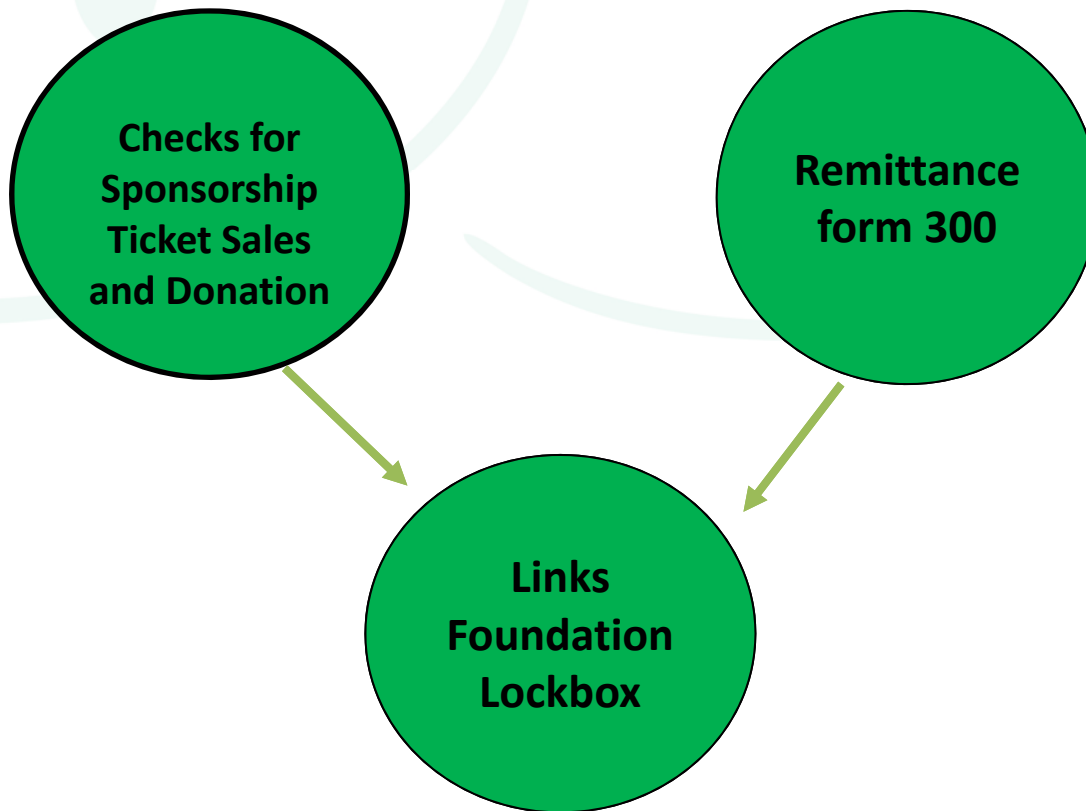 Checks for
Sponsorship
Ticket Sales
and Donation
Remittance
form 300
Links
Foundation
Lockbox